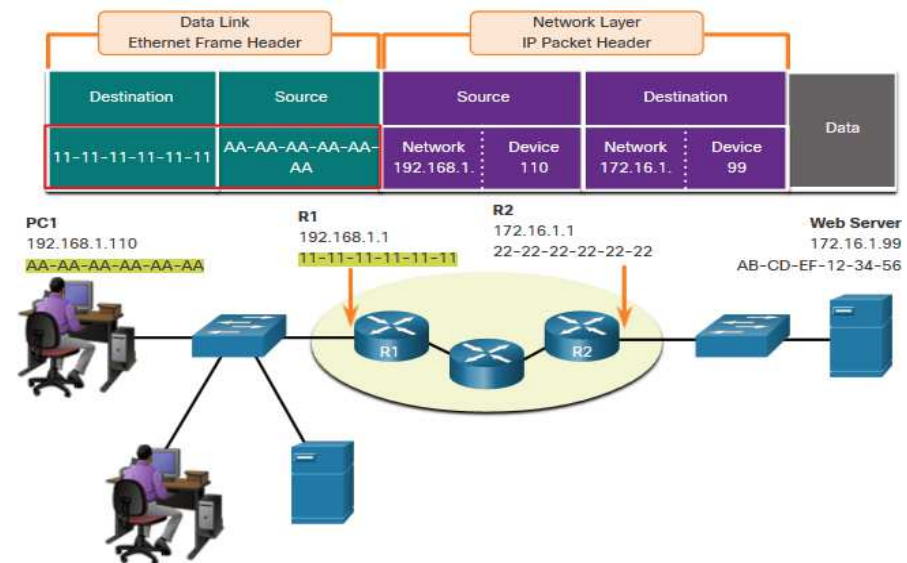 Data Link
Ethernet Frame Header
Network Layer
IP Packet Header
Destination
Source
Source
Destination
Data
11-11-11-11-11-11
AA-AA-AA-AA-AA-
AA
Network
192.168.1.
Device
110
Network
172.16.1.
Device
99
PC1
192.168.1.110
AA-AA-AA-AA-AA-AA
R1
192.168.1.1
11-11-11-11-11-11
R2
172.16.1.1
22-22-22-22-22-22
Web Server
172.16.1.99
AB-CD-EF-12-34-56
R1
R2